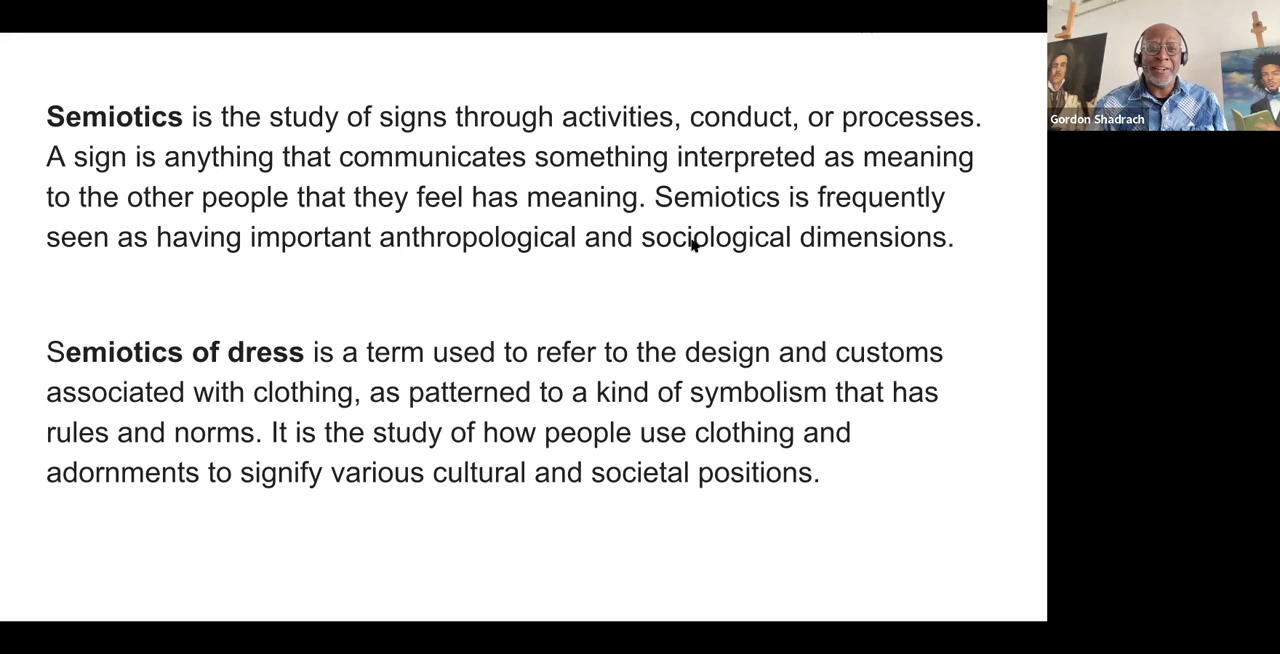 Semiotics is the study of signs through activities, conduct, or processes.
A sign is anything that communicates something interpreted as meaning
to the other people that they feel has meaning. Semiotics is frequently
seen as having important anthropological and sociological dimensions.
Semiotics of dress is a term used to refer to the design and customs
associated with clothing, as patterned to a kind of symbolism that has
rules and norms. It is the study of how people use clothing and
adornments to signify various cultural and societal positions.
Gordon Shadrach